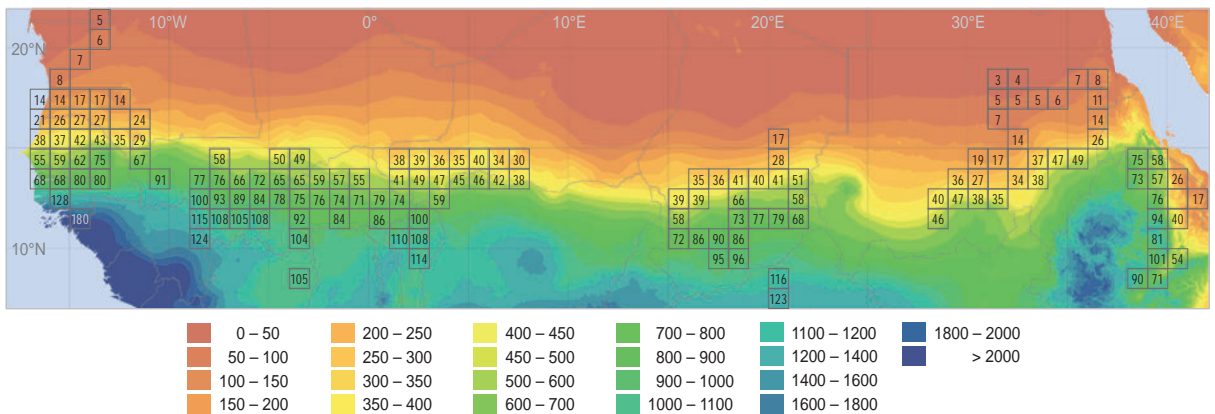 5 10°W 0° 10°E 20°E 30°E 40°E
20°N 6
7
8 3 4 7 8
14 14 17 17 14 5 5 5 6 11
21 26 27 27 24 7 14
38 37 42 43 35 29 17 14 26
55 59 62 75 67 58 50 49 38 39 36 35 40 34 30 28 19 17 37 47 49 75 58
68 68 80 80 91 77 76 66 72 65 65 59 57 55 41 49 47 45 46 42 38 35 36 41 40 41 51 36 27 34 38 73 57 26
128 100 93 89 84 78 75 76 74 71 79 74 59 39 39 66 58 40 47 38 35 76 17
180 115 108 105 108 92 84 86 100 58 73 77 79 68 46 94 40
10°N 124 104 110 108 72 86 90 86 81
114 95 96 101 54
105 116 90 71
123
0 – 50 200 – 250 400 – 450 700 – 800 1100 – 1200 1800 – 2000
50 – 100 250 – 300 450 – 500 800 – 900 1200 – 1400 > 2000
100 – 150 300 – 350 500 – 600 900 – 1000 1400 – 1600
150 – 200 350 – 400 600 – 700 1000 – 1100 1600 – 1800